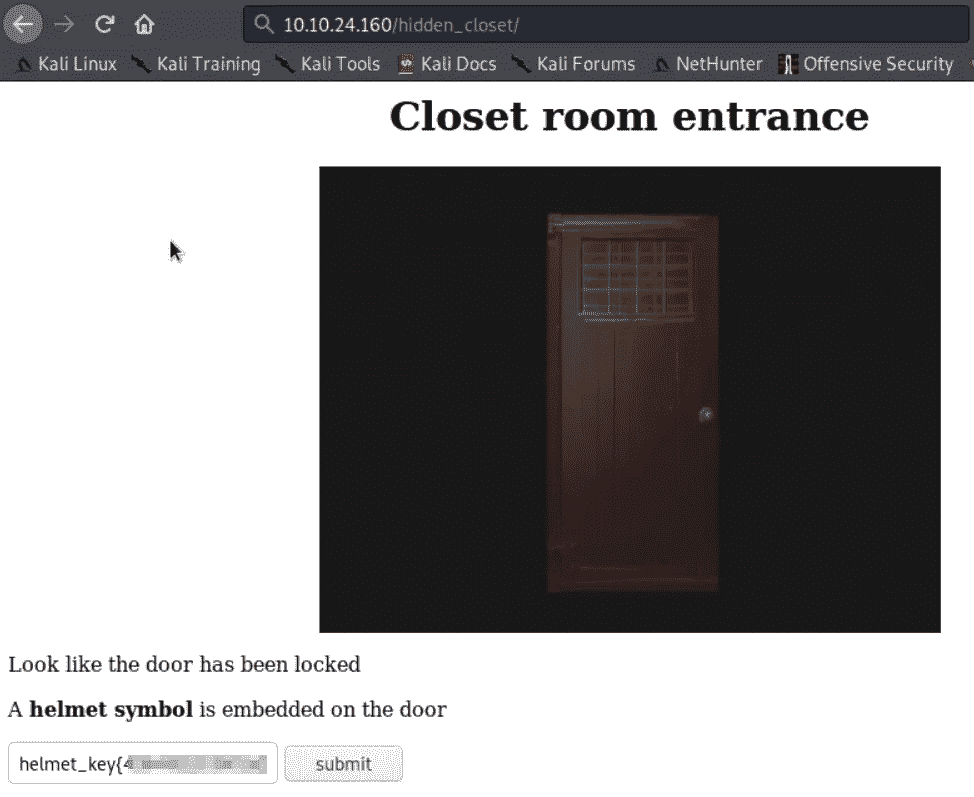 10.10.24.160/hidden_closet/
Kali Linux Kali Training Kali Tools Kali Docs Kali Forums NetHunter Offensive Security
Closet room entrance
Look like the door has been locked
A helmet symbol is embedded on the door
helmet_key{4 submit